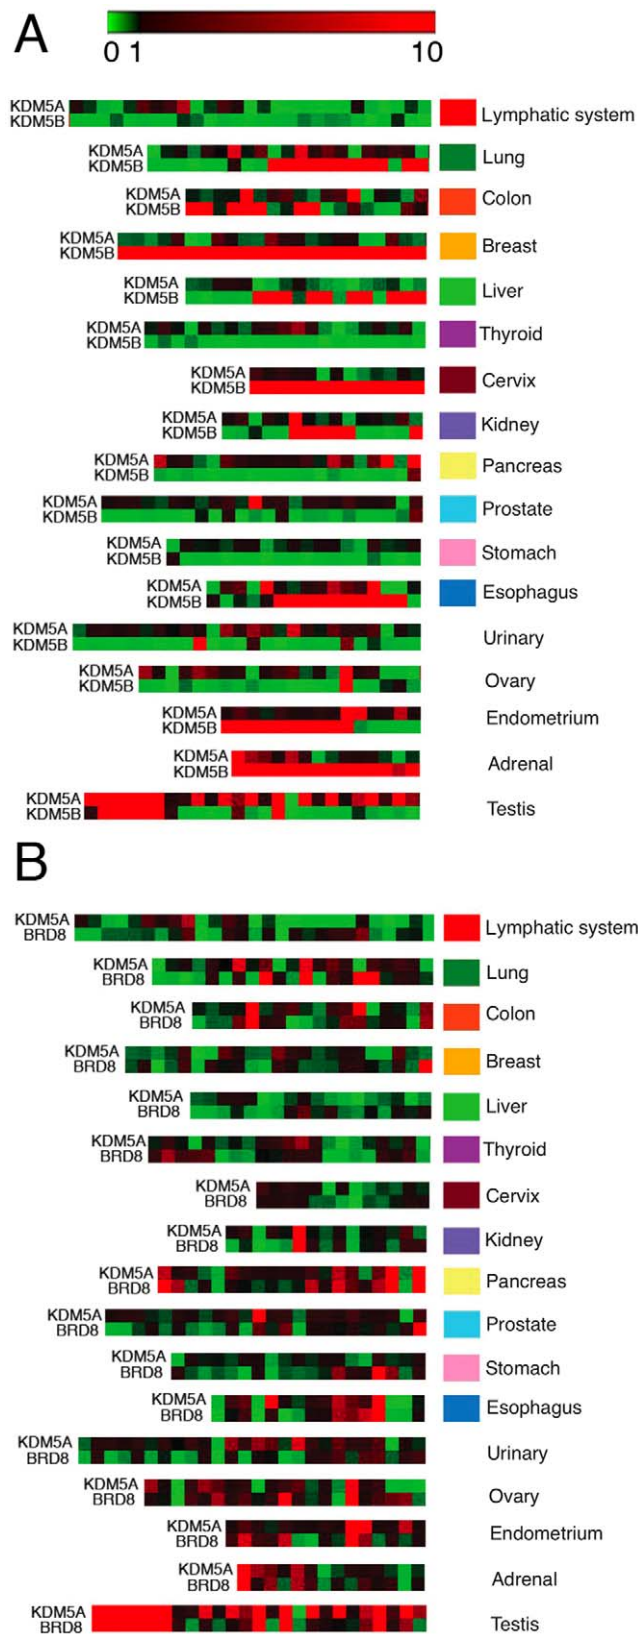 A
0 1 10
KDM5A
KDM5B Lymphatic system
KDM5A
KDM5B Lung
KDM5A
KDM5B Colon
KDM5A
KDM5B Breast
KDM5A
KDM5B Liver
KDM5A
KDM5B Thyroid
KDM5A
KDM5B Cervix
KDM5A
KDM5B Kidney
KDM5A
KDM5B Pancreas
KDM5A
KDM5B Prostate
KDM5A
KDM5B Stomach
KDM5A
KDM5B Esophagus
KDM5A
KDM5B Urinary
KDM5A
KDM5B Ovary
KDM5A
KDM5B Endometrium
KDM5A
KDM5B Adrenal
KDM5A
KDM5B Testis
B
KDM5A
BRD8 Lymphatic system
KDM5A
BRD8 Lung
KDM5A
BRD8 Colon
KDM5A
BRD8 Breast
KDM5A
BRD8 Liver
KDM5A
BRD8 Thyroid
KDM5A
BRD8 Cervix
KDM5A
BRD8 Kidney
KDM5A
BRD8 Pancreas
KDM5A
BRD8 Prostate
KDM5A
BRD8 Stomach
KDM5A
BRD8 Esophagus
KDM5A
BRD8 Urinary
KDM5A
BRD8 Ovary
KDM5A
BRD8 Endometrium
KDM5A
BRD8 Adrenal
KDM5A
BRD8 Testis